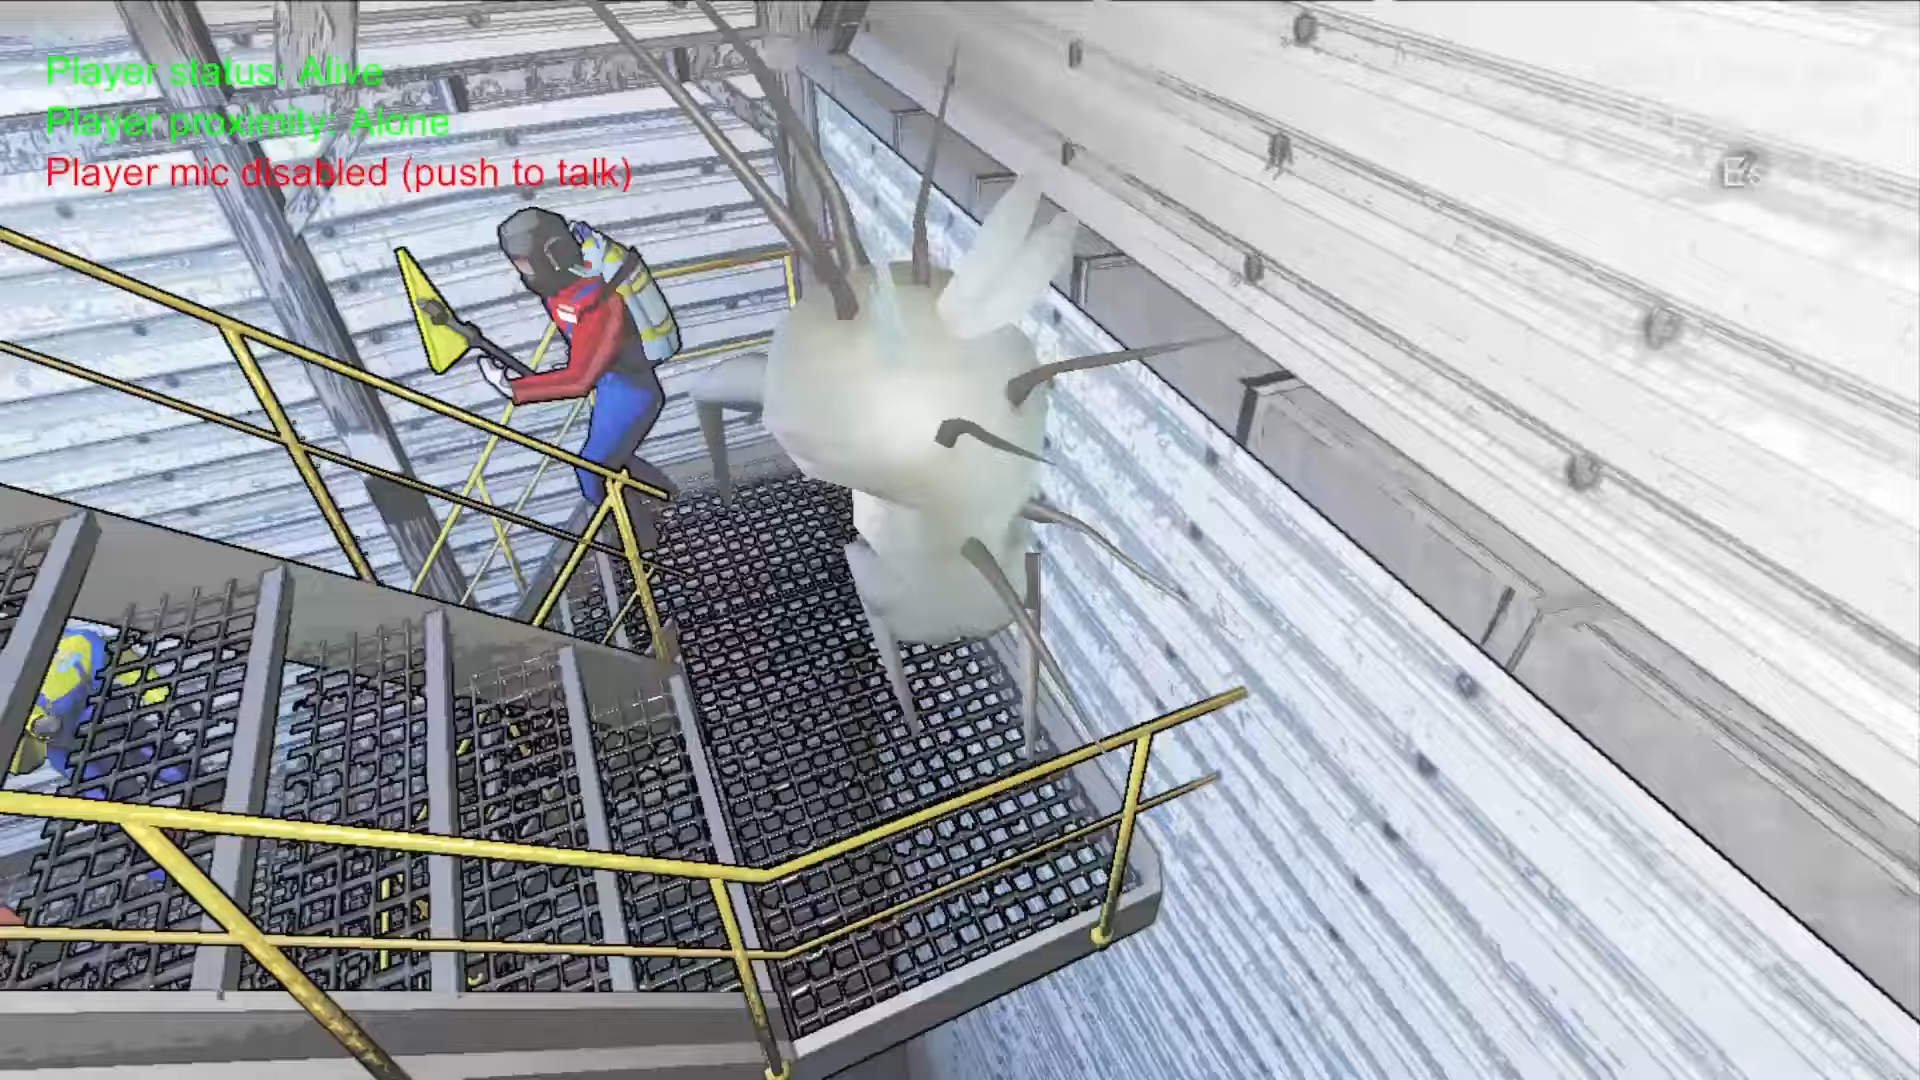 Player status: Alive
Player proximity: Alone
Player mic disabled (push to talk)